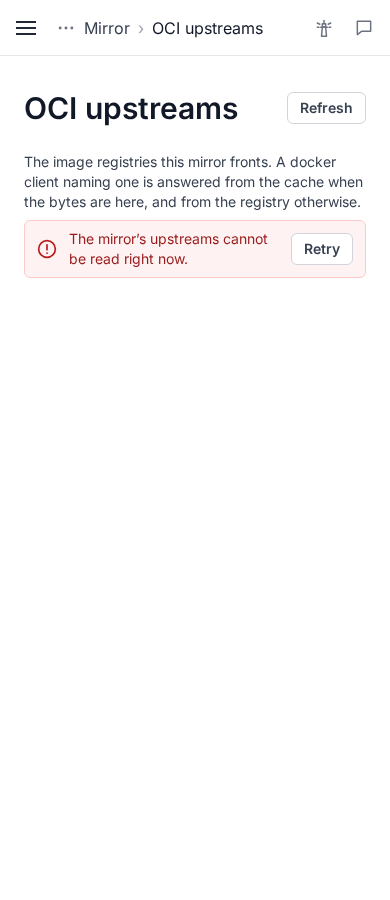 Mirror › OCI upstreams
OCI upstreams
Refresh
The image registries this mirror fronts. A docker
client naming one is answered from the cache when
the bytes are here, and from the registry otherwise.
The mirror’s upstreams cannot
be read right now.
Retry